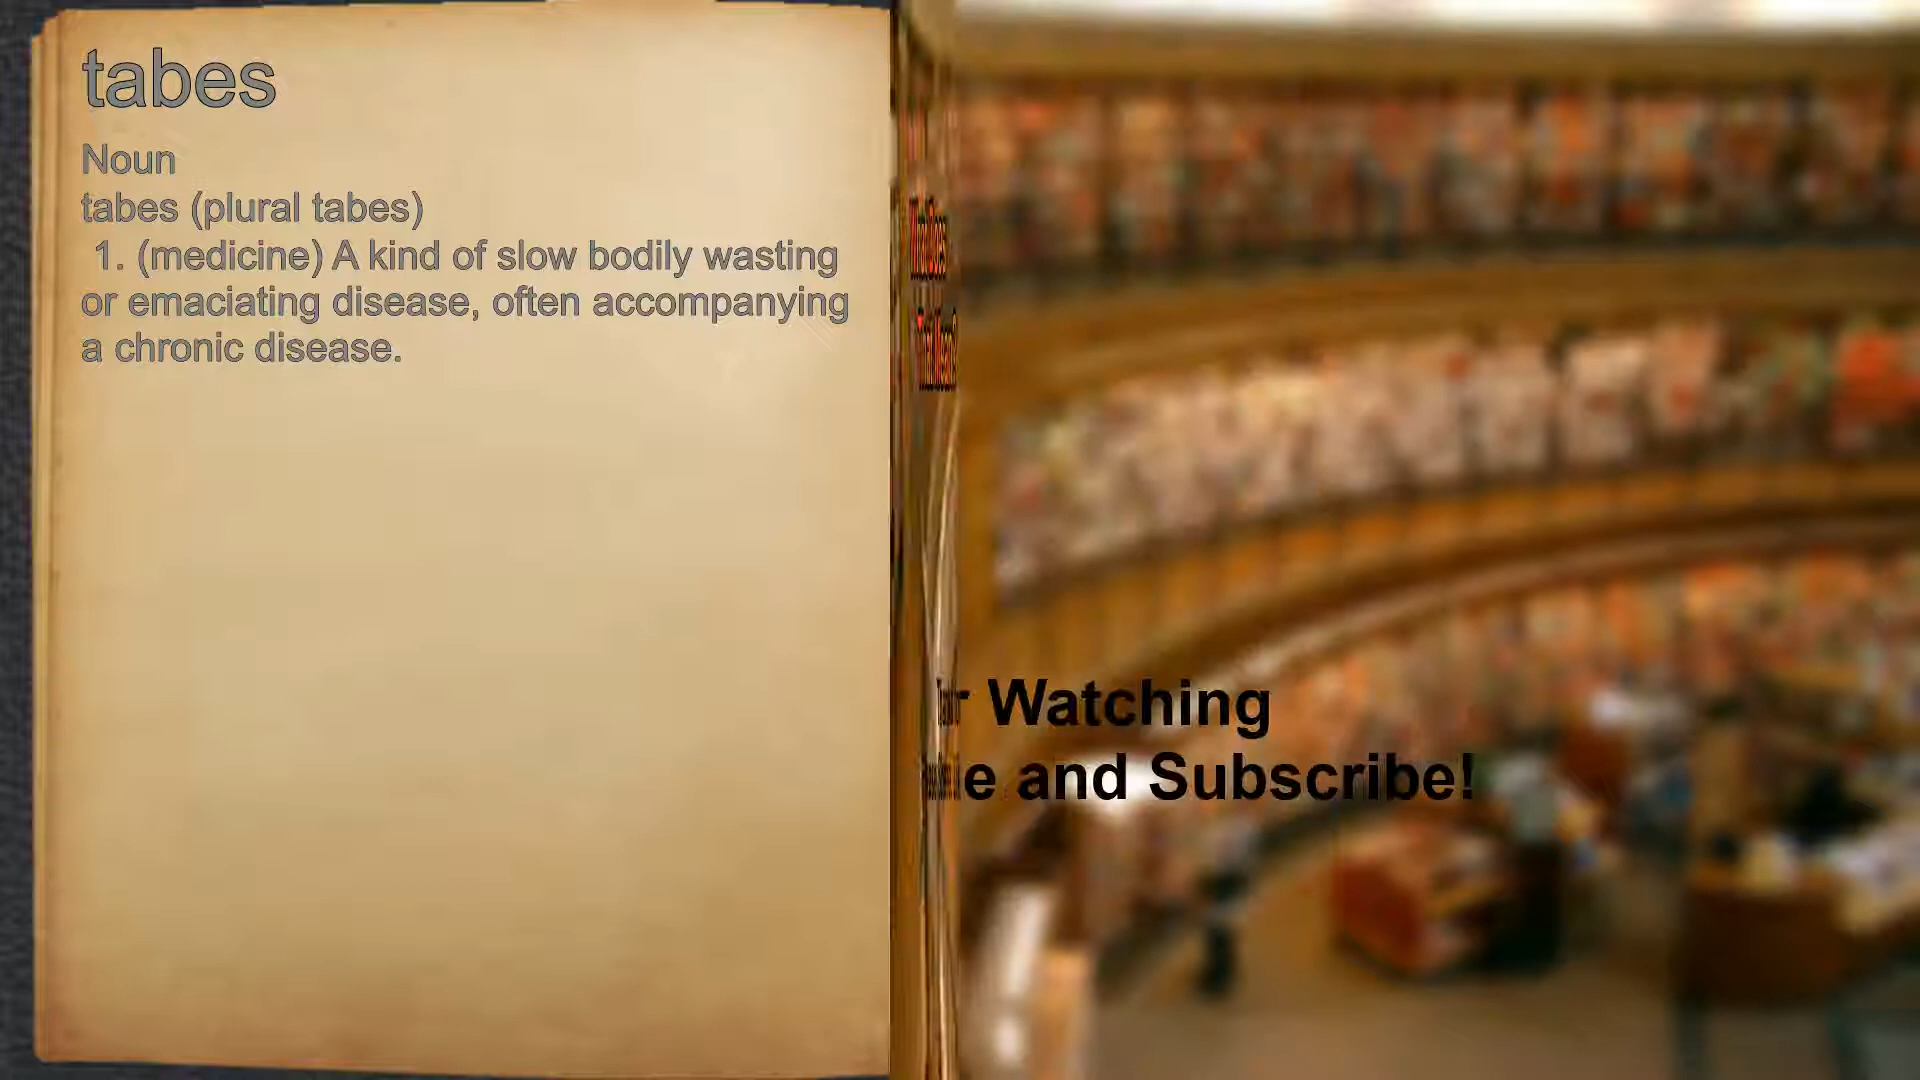 tabes
Noun
tabes (plural tabes)
1. (medicine) A kind of slow bodily wasting
or emaciating disease, often accompanying
a chronic disease.
Watching
and Subscribe!